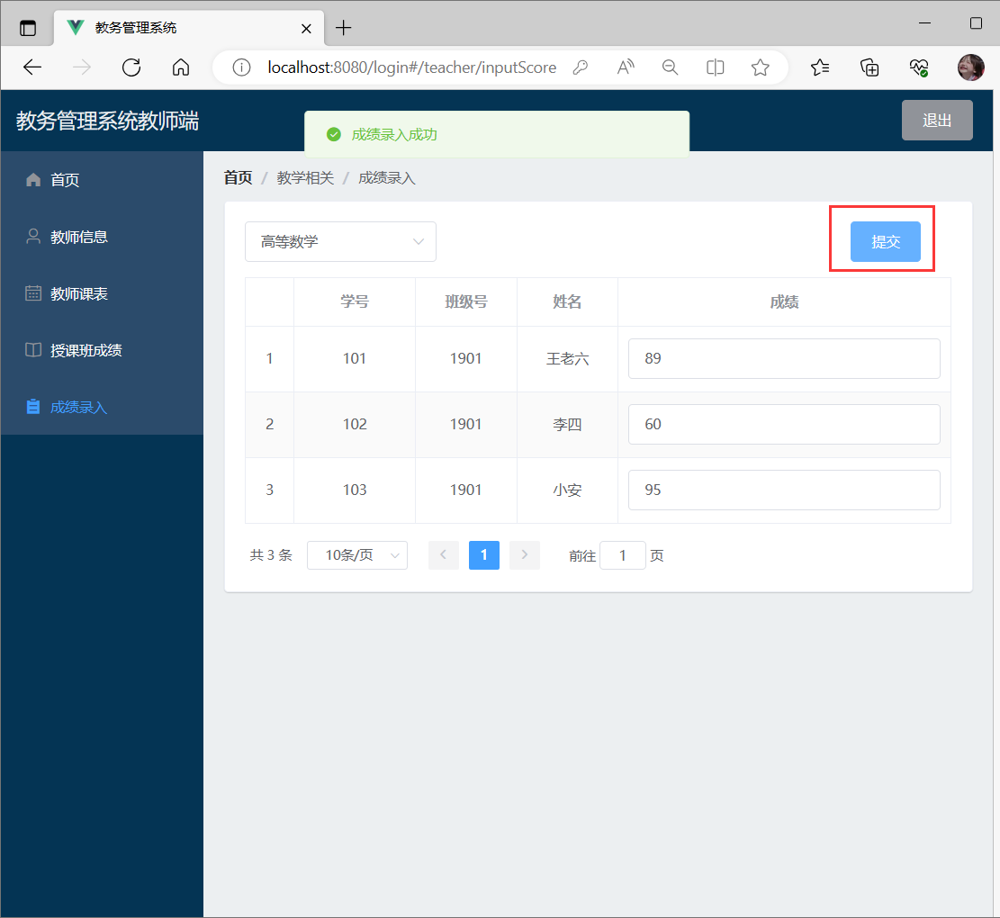 教务管理系统
localhost:8080/login#/teacher/inputScore
教务管理系统教师端
成绩录入成功
退出
首页
教师信息
教师课表
授课班成绩
成绩录入
首页 / 教学相关 / 成绩录入
高等数学
提交
学号 班级号 姓名 成绩
1 101 1901 王老六 89
2 102 1901 李四 60
3 103 1901 小安 95
共 3 条 10条/页 1 前往 1 页